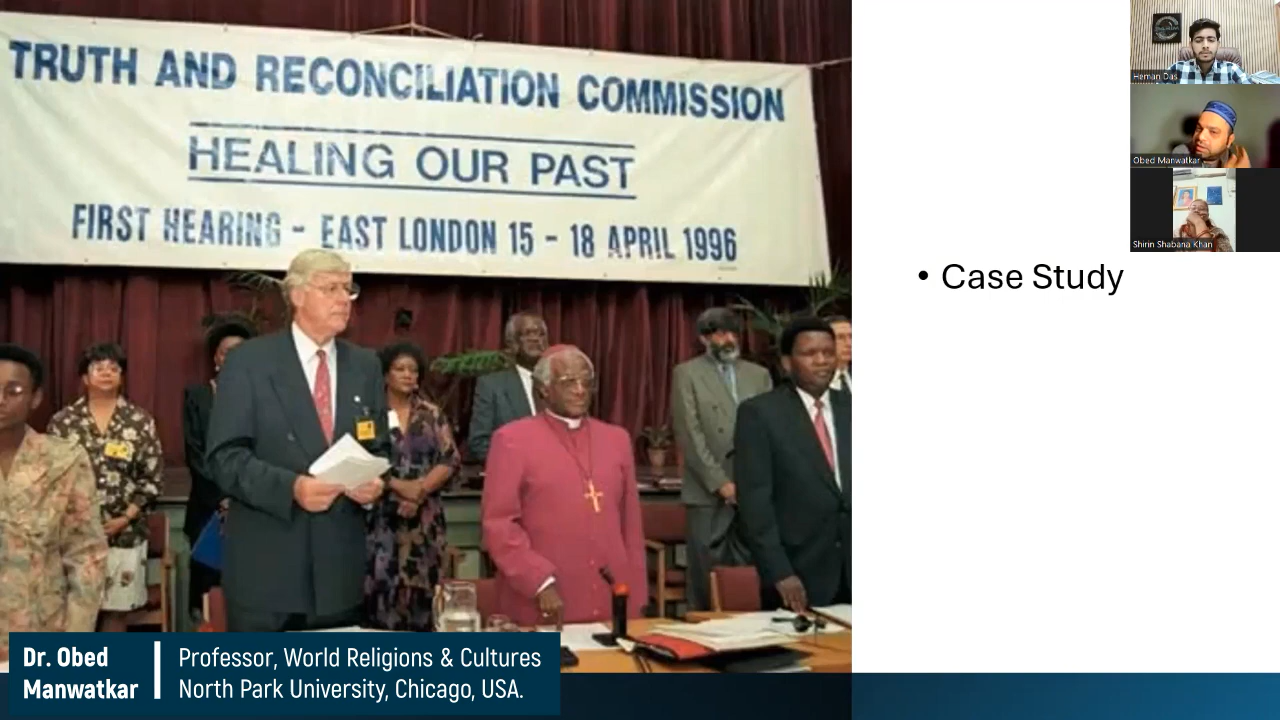 TRUTH AND RECONCILIATION COMMISSION
HEALING OUR PAST
FIRST HEARING - EAST LONDON 15 - 18 APRIL 1996
• Case Study
Heman Das
Obed Manwatkar
Shirin Shabana Khan
Dr. Obed
Manwatkar
Professor, World Religions & Cultures
North Park University, Chicago, USA.